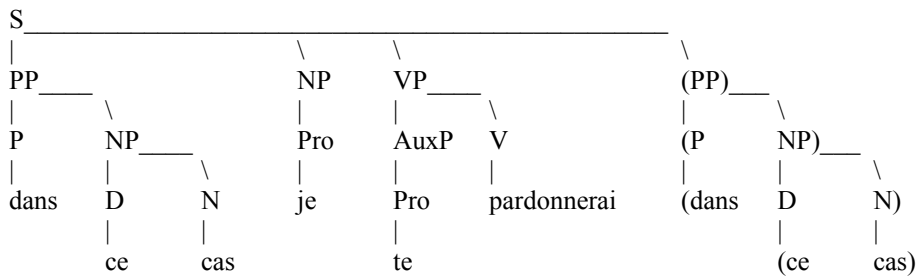 S
PP NP VP (PP)
P NP Pro AuxP V (P NP)
dans D N je Pro pardonnerai (dans D N)
ce cas te (ce cas)